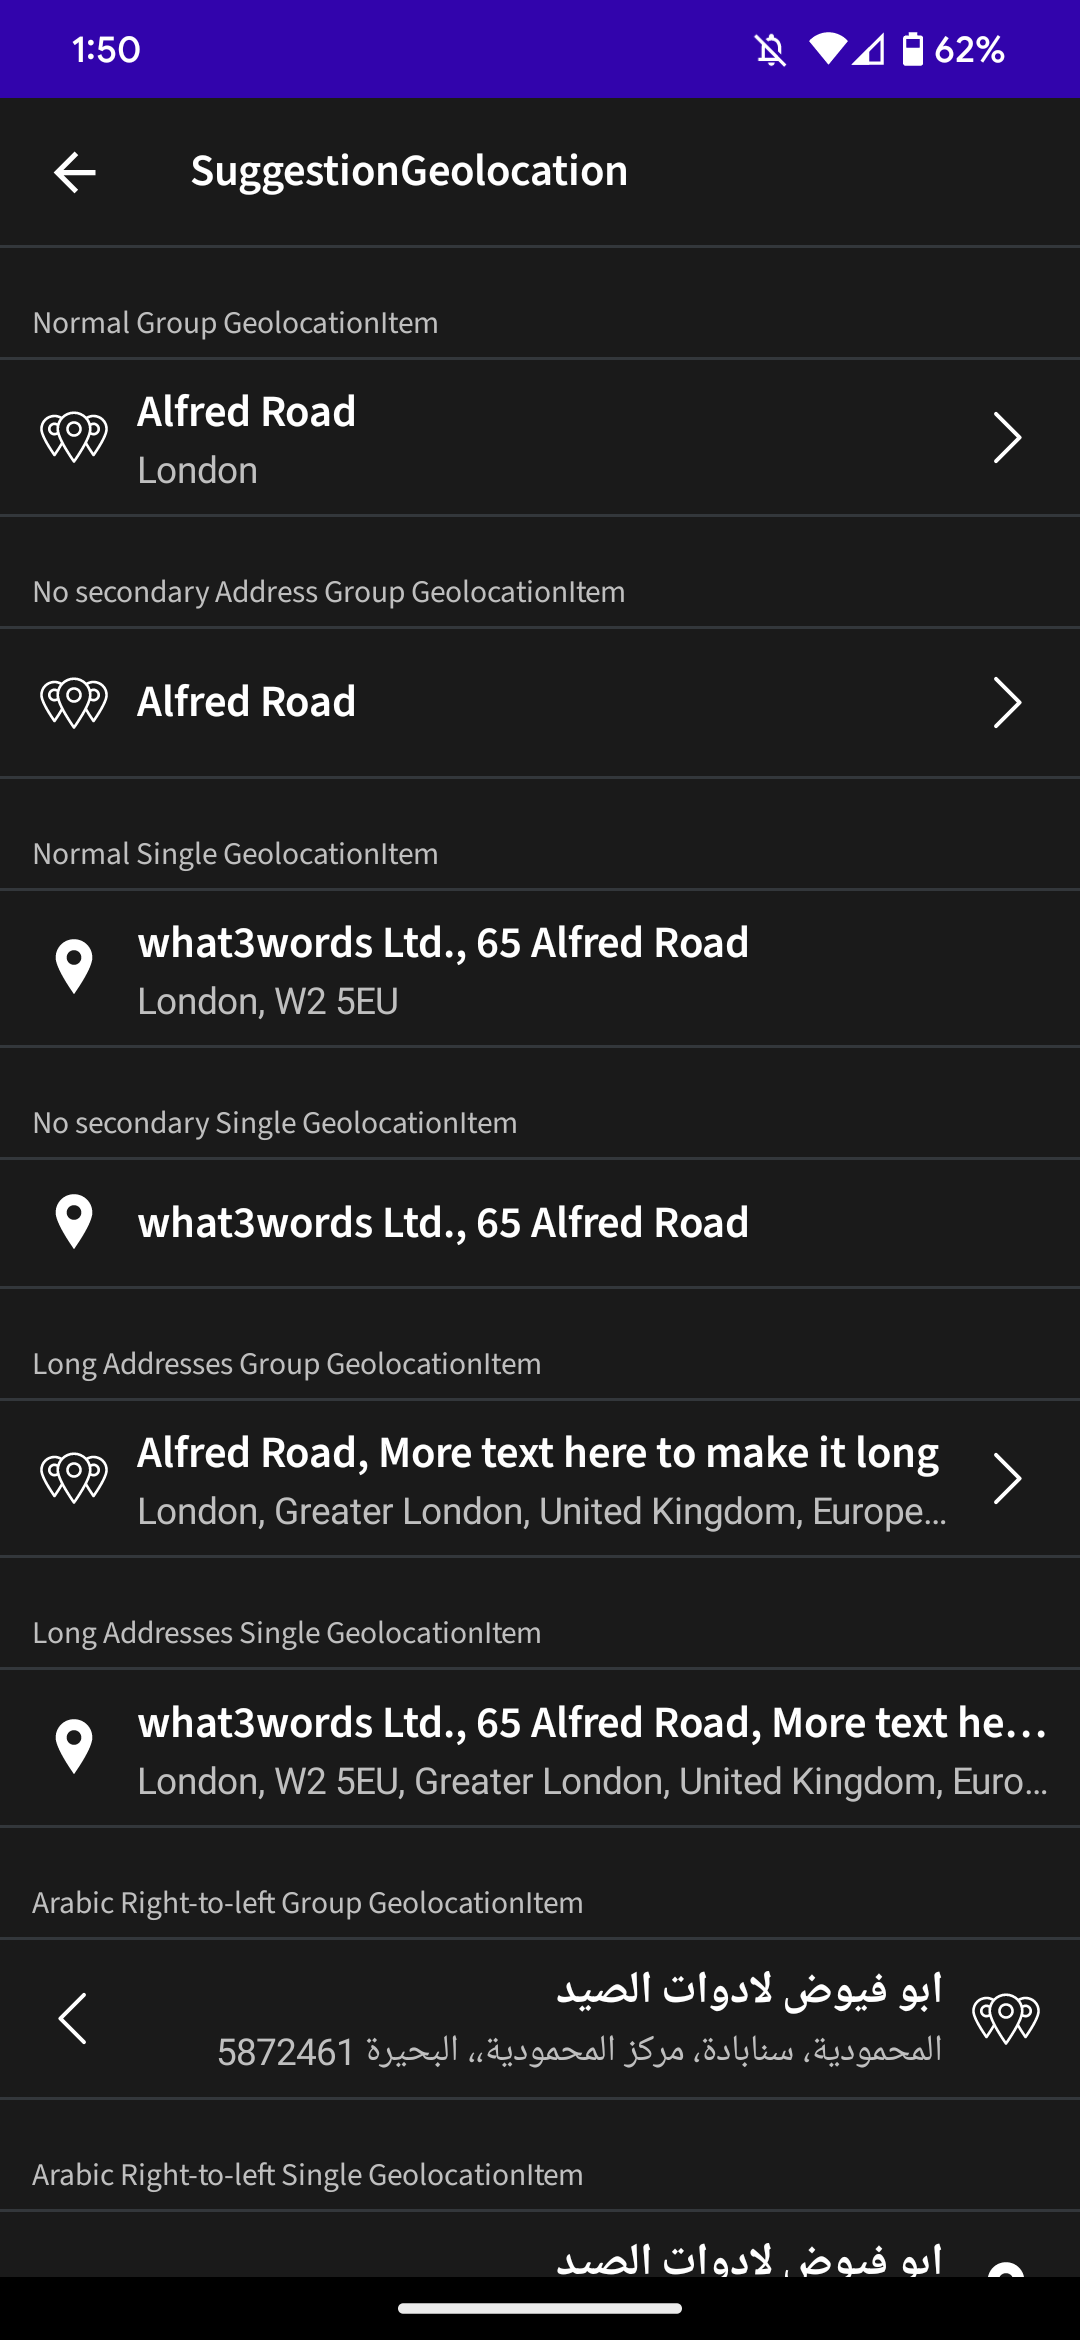 1:50
62%
SuggestionGeolocation
Normal Group GeolocationItem
Alfred Road
London
No secondary Address Group GeolocationItem
Alfred Road
Normal Single GeolocationItem
what3words Ltd., 65 Alfred Road
London, W2 5EU
No secondary Single GeolocationItem
what3words Ltd., 65 Alfred Road
Long Addresses Group GeolocationItem
Alfred Road, More text here to make it long
London, Greater London, United Kingdom, Europe…
Long Addresses Single GeolocationItem
what3words Ltd., 65 Alfred Road, More text he…
London, W2 5EU, Greater London, United Kingdom, Euro…
Arabic Right-to-left Group GeolocationItem
ابو فيوض لادوات الصيد
المحمودية، سنابادة، مركز المحمودية،، البحيرة 5872461
Arabic Right-to-left Single GeolocationItem
ابو فيوض لادوات الصيد